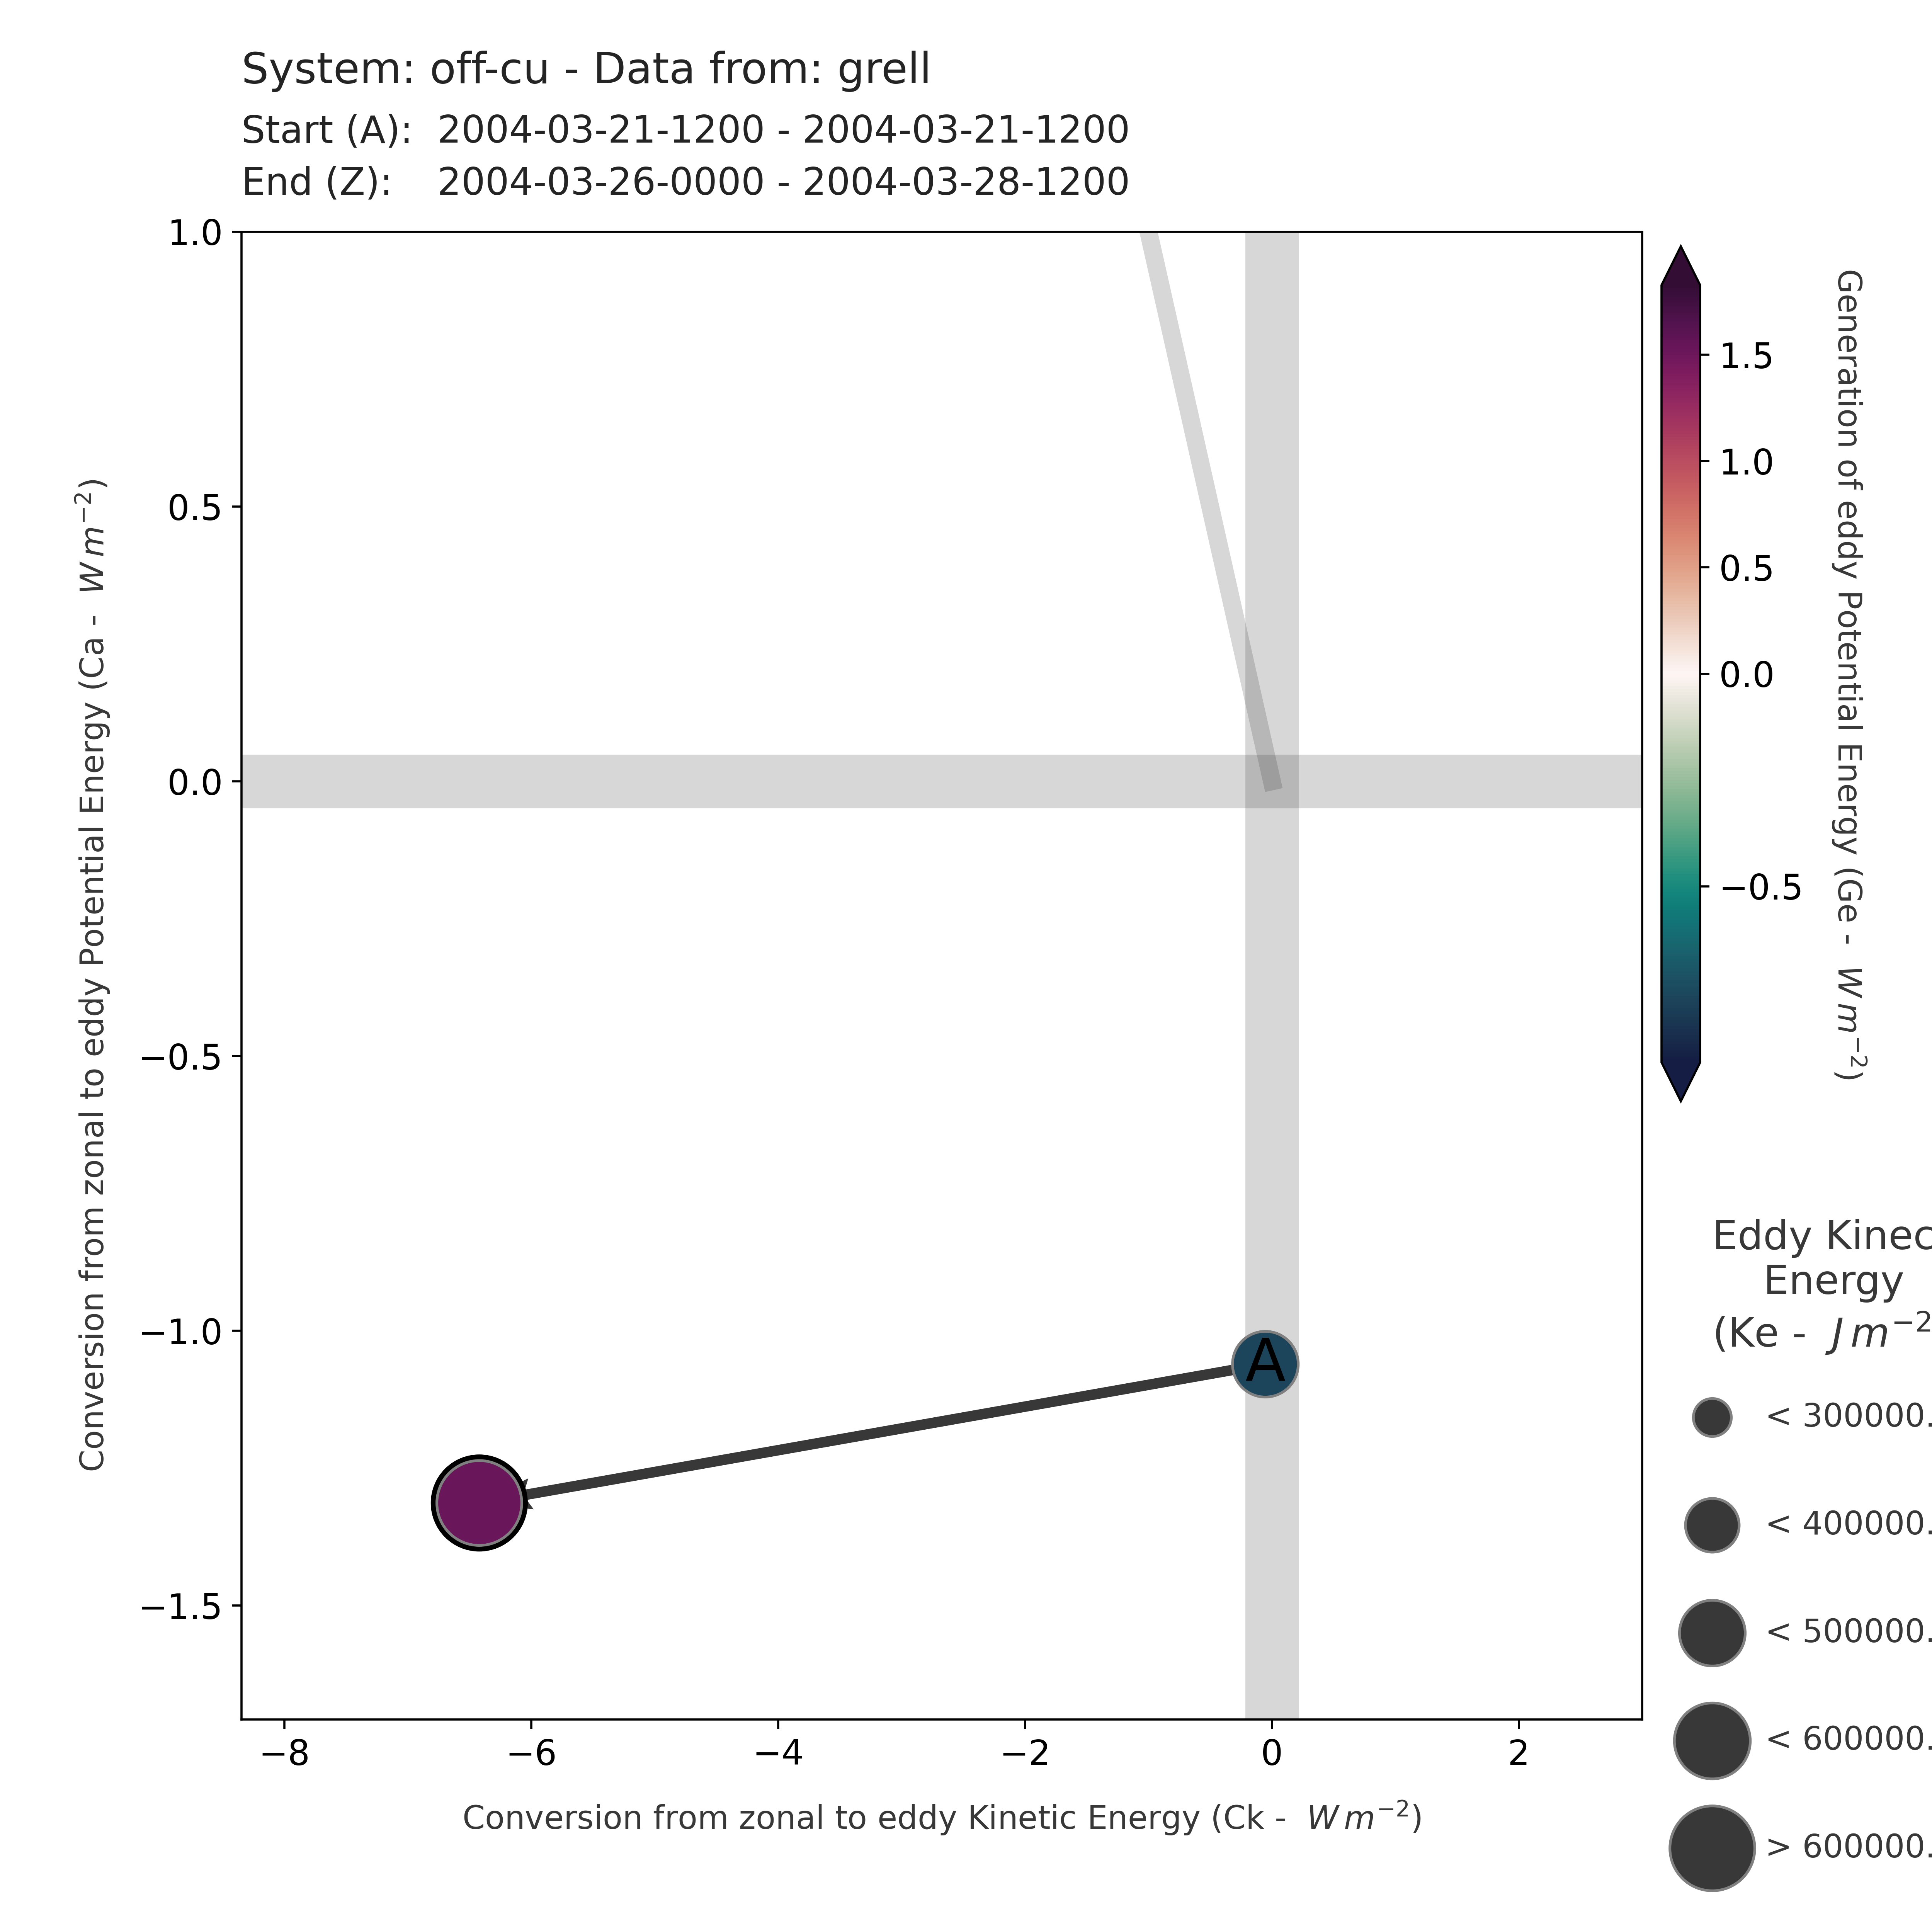 System: off-cu - Data from: grell
Start (A): 2004-03-21-1200 - 2004-03-21-1200
End (Z): 2004-03-26-0000 - 2004-03-28-1200
1.0
0.5
0.0
−0.5
−1.0
−1.5
Conversion from zonal to eddy Potential Energy (Ca - W m⁻²)
A
−8
−6
−4
−2
0
2
Conversion from zonal to eddy Kinetic Energy (Ck - W m⁻²)
1.5
1.0
0.5
0.0
−0.5
Generation of eddy Potential Energy (Ge - W m⁻²)
Eddy Kinec
Energy
(Ke - J m⁻²
< 300000.
< 400000.
< 500000.
< 600000.
> 600000.